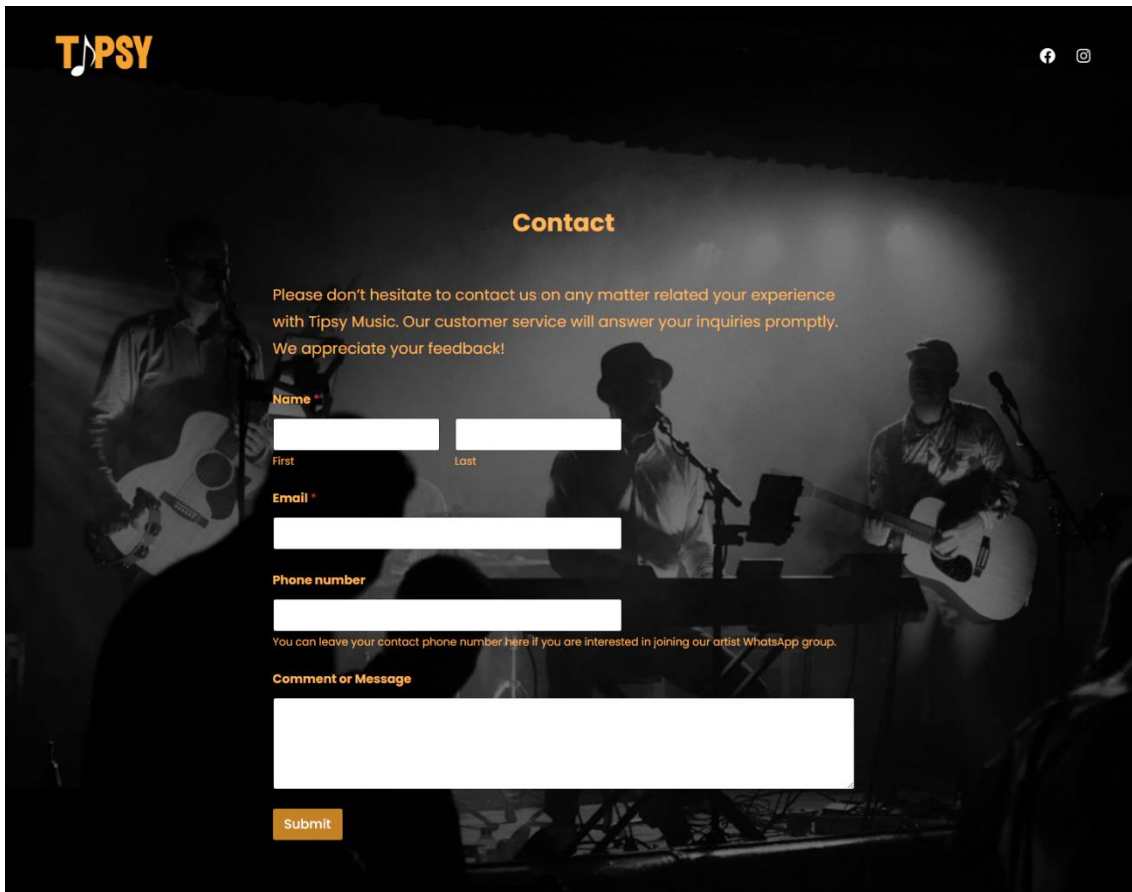 TIPSY
Contact
Please don’t hesitate to contact us on any matter related your experience
with Tipsy Music. Our customer service will answer your inquiries promptly.
We appreciate your feedback!
Name *
First Last
Email *
Phone number
You can leave your contact phone number here if you are interested in joining our artist WhatsApp group.
Comment or Message
Submit